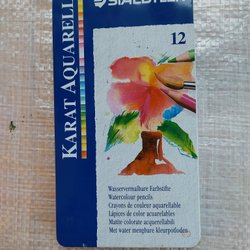 STAEDTLER
KARAT AQUARELL
12
Wasservermalbare Farbstifte
Watercolour pencils
Crayons de couleur aquarellable
Lápices de color acuarelables
Matite colorate acquerellabili
Met water mengbare kleurpotloden